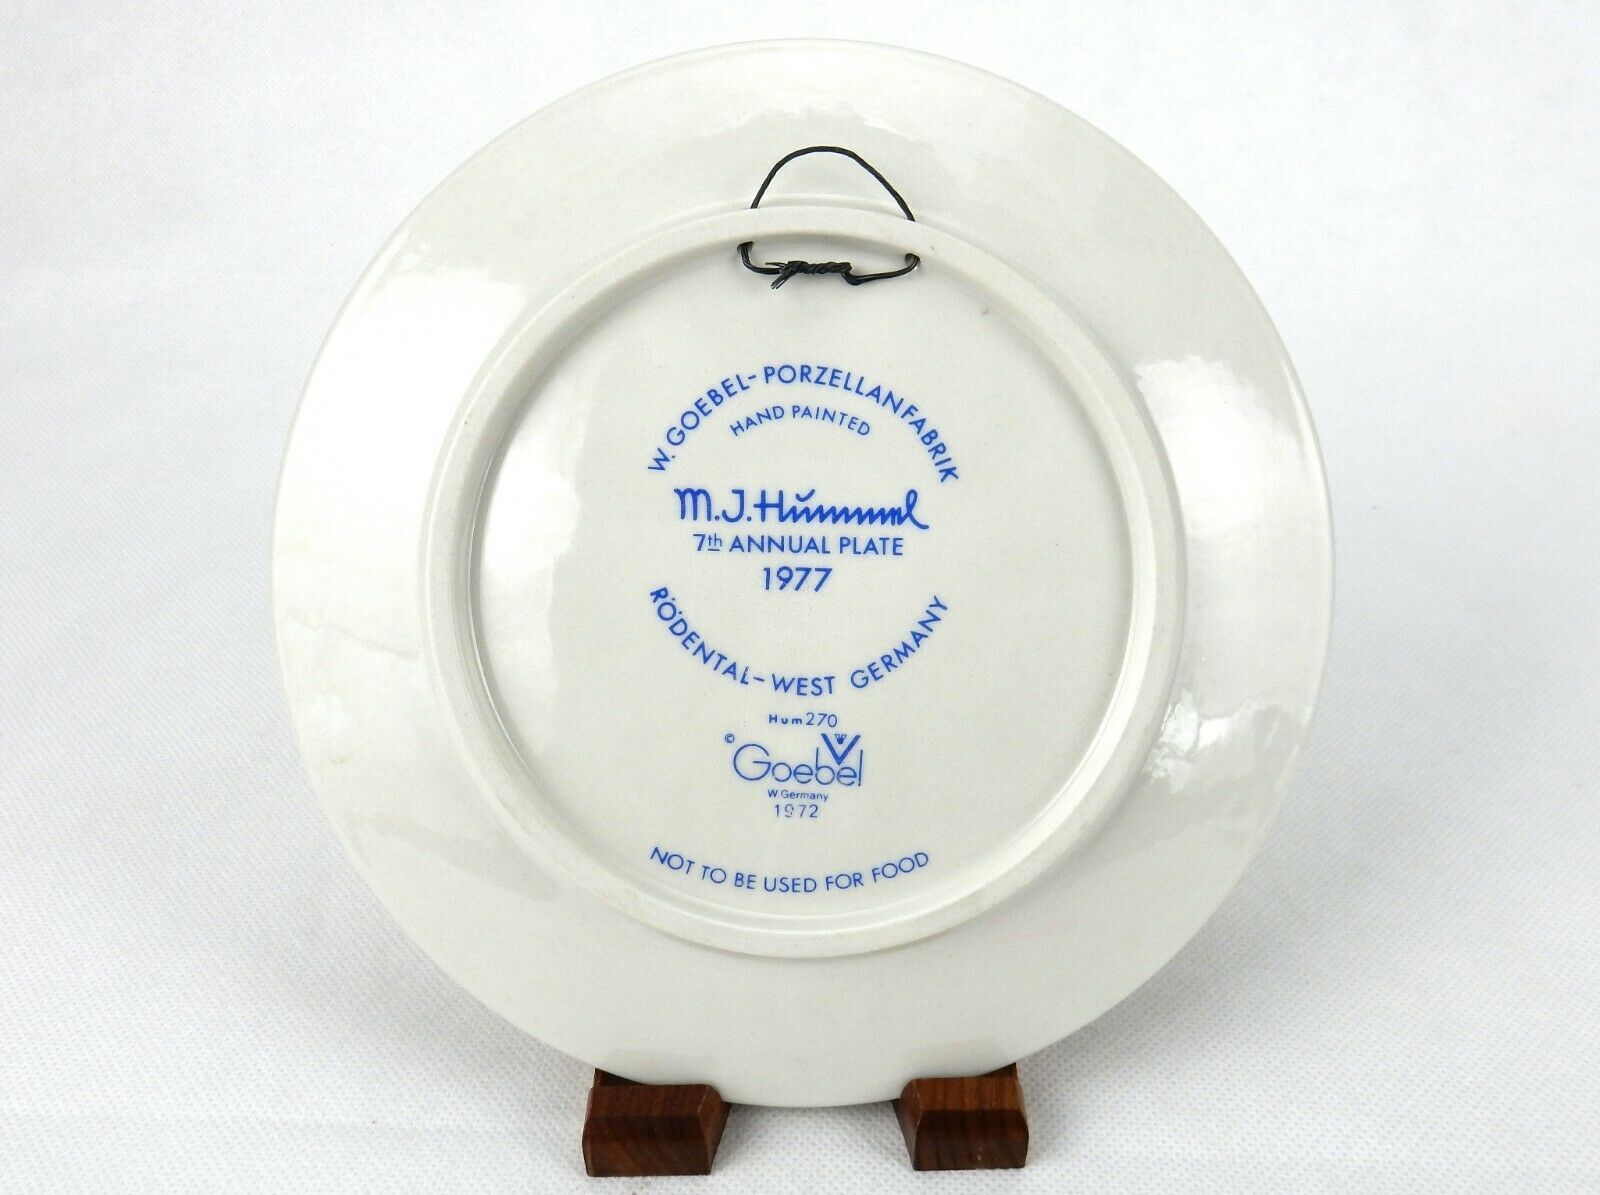 W. GOEBEL-PORZELLANFABRIK
HAND PAINTED
M.J. Hŭmmel
7th ANNUAL PLATE
1977
RÖDENTAL-WEST GERMANY
Hum 270
© Goebel
W. Germany
1972
NOT TO BE USED FOR FOOD